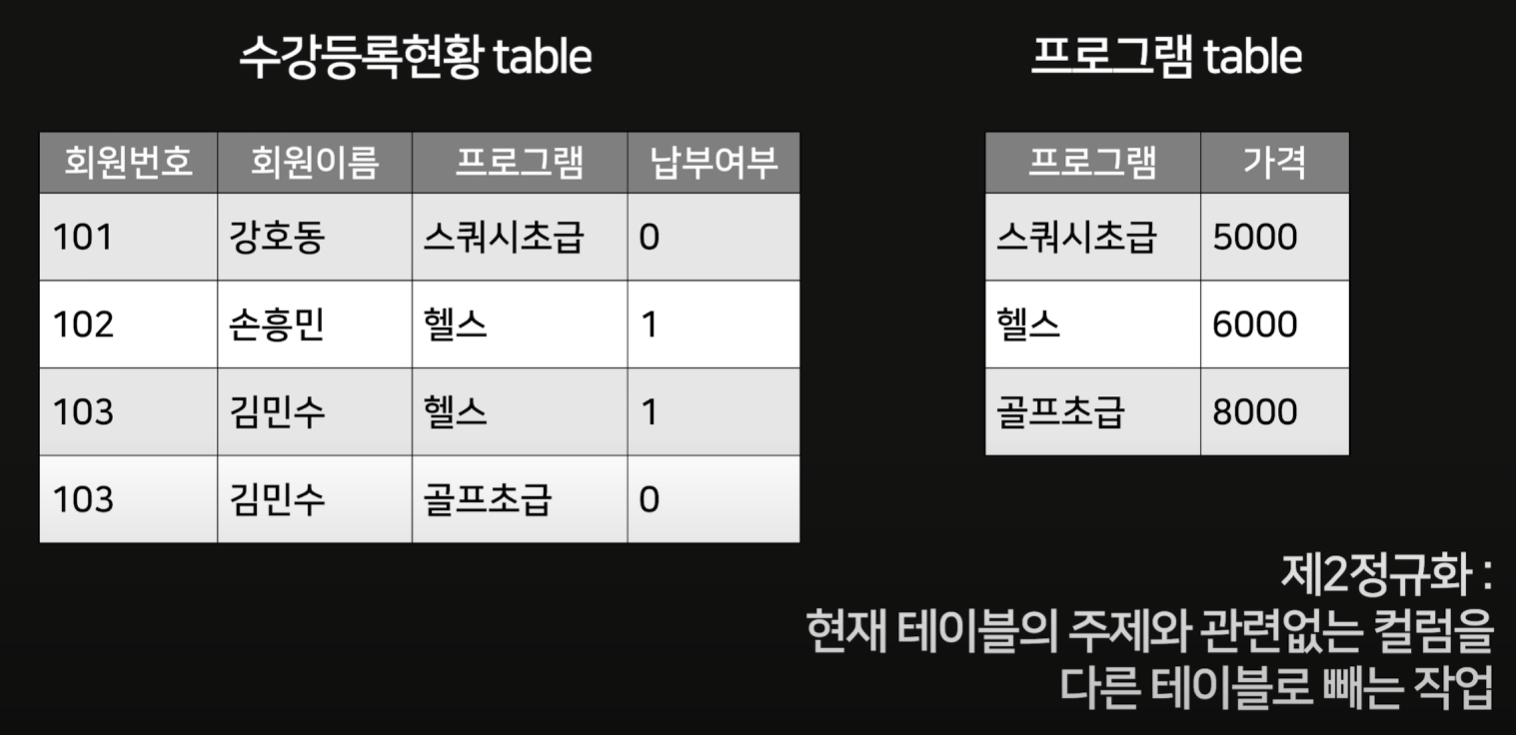 수강등록현황 table
회원번호 회원이름 프로그램 납부여부
101 강호동 스쿼시초급 0
102 손흥민 헬스 1
103 김민수 헬스 1
103 김민수 골프초급 0
프로그램 table
프로그램 가격
스쿼시초급 5000
헬스 6000
골프초급 8000
제2정규화 :
현재 테이블의 주제와 관련없는 컬럼을
다른 테이블로 빼는 작업